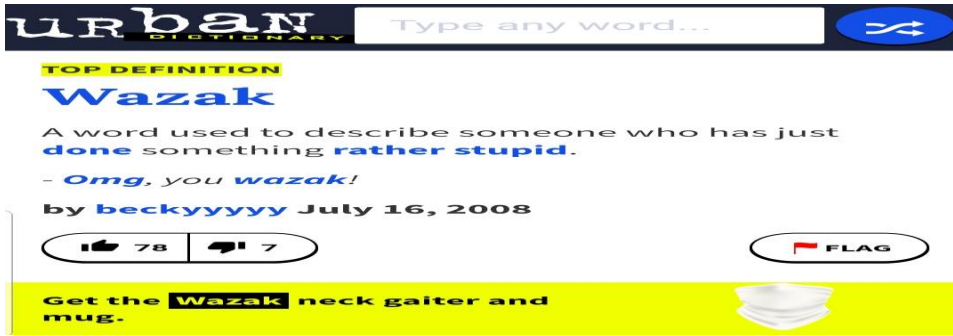 urban
DICTIONARY
Type any word...
TOP DEFINITION
Wazak
A word used to describe someone who has just
done something rather stupid.
- Omg, you wazak!
by beckyyyyy July 16, 2008
78
7
FLAG
Get the Wazak neck gaiter and
mug.